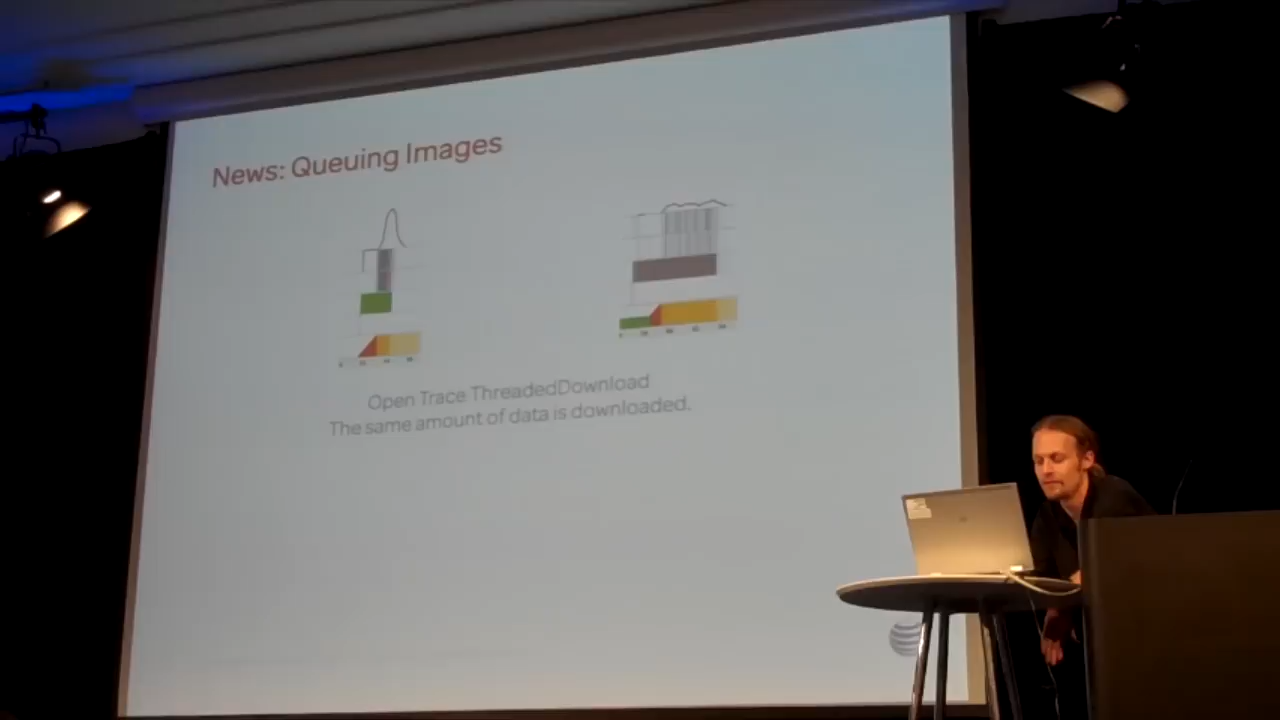 News: Queuing Images
Open Trace ThreadedDownload
The same amount of data is downloaded.